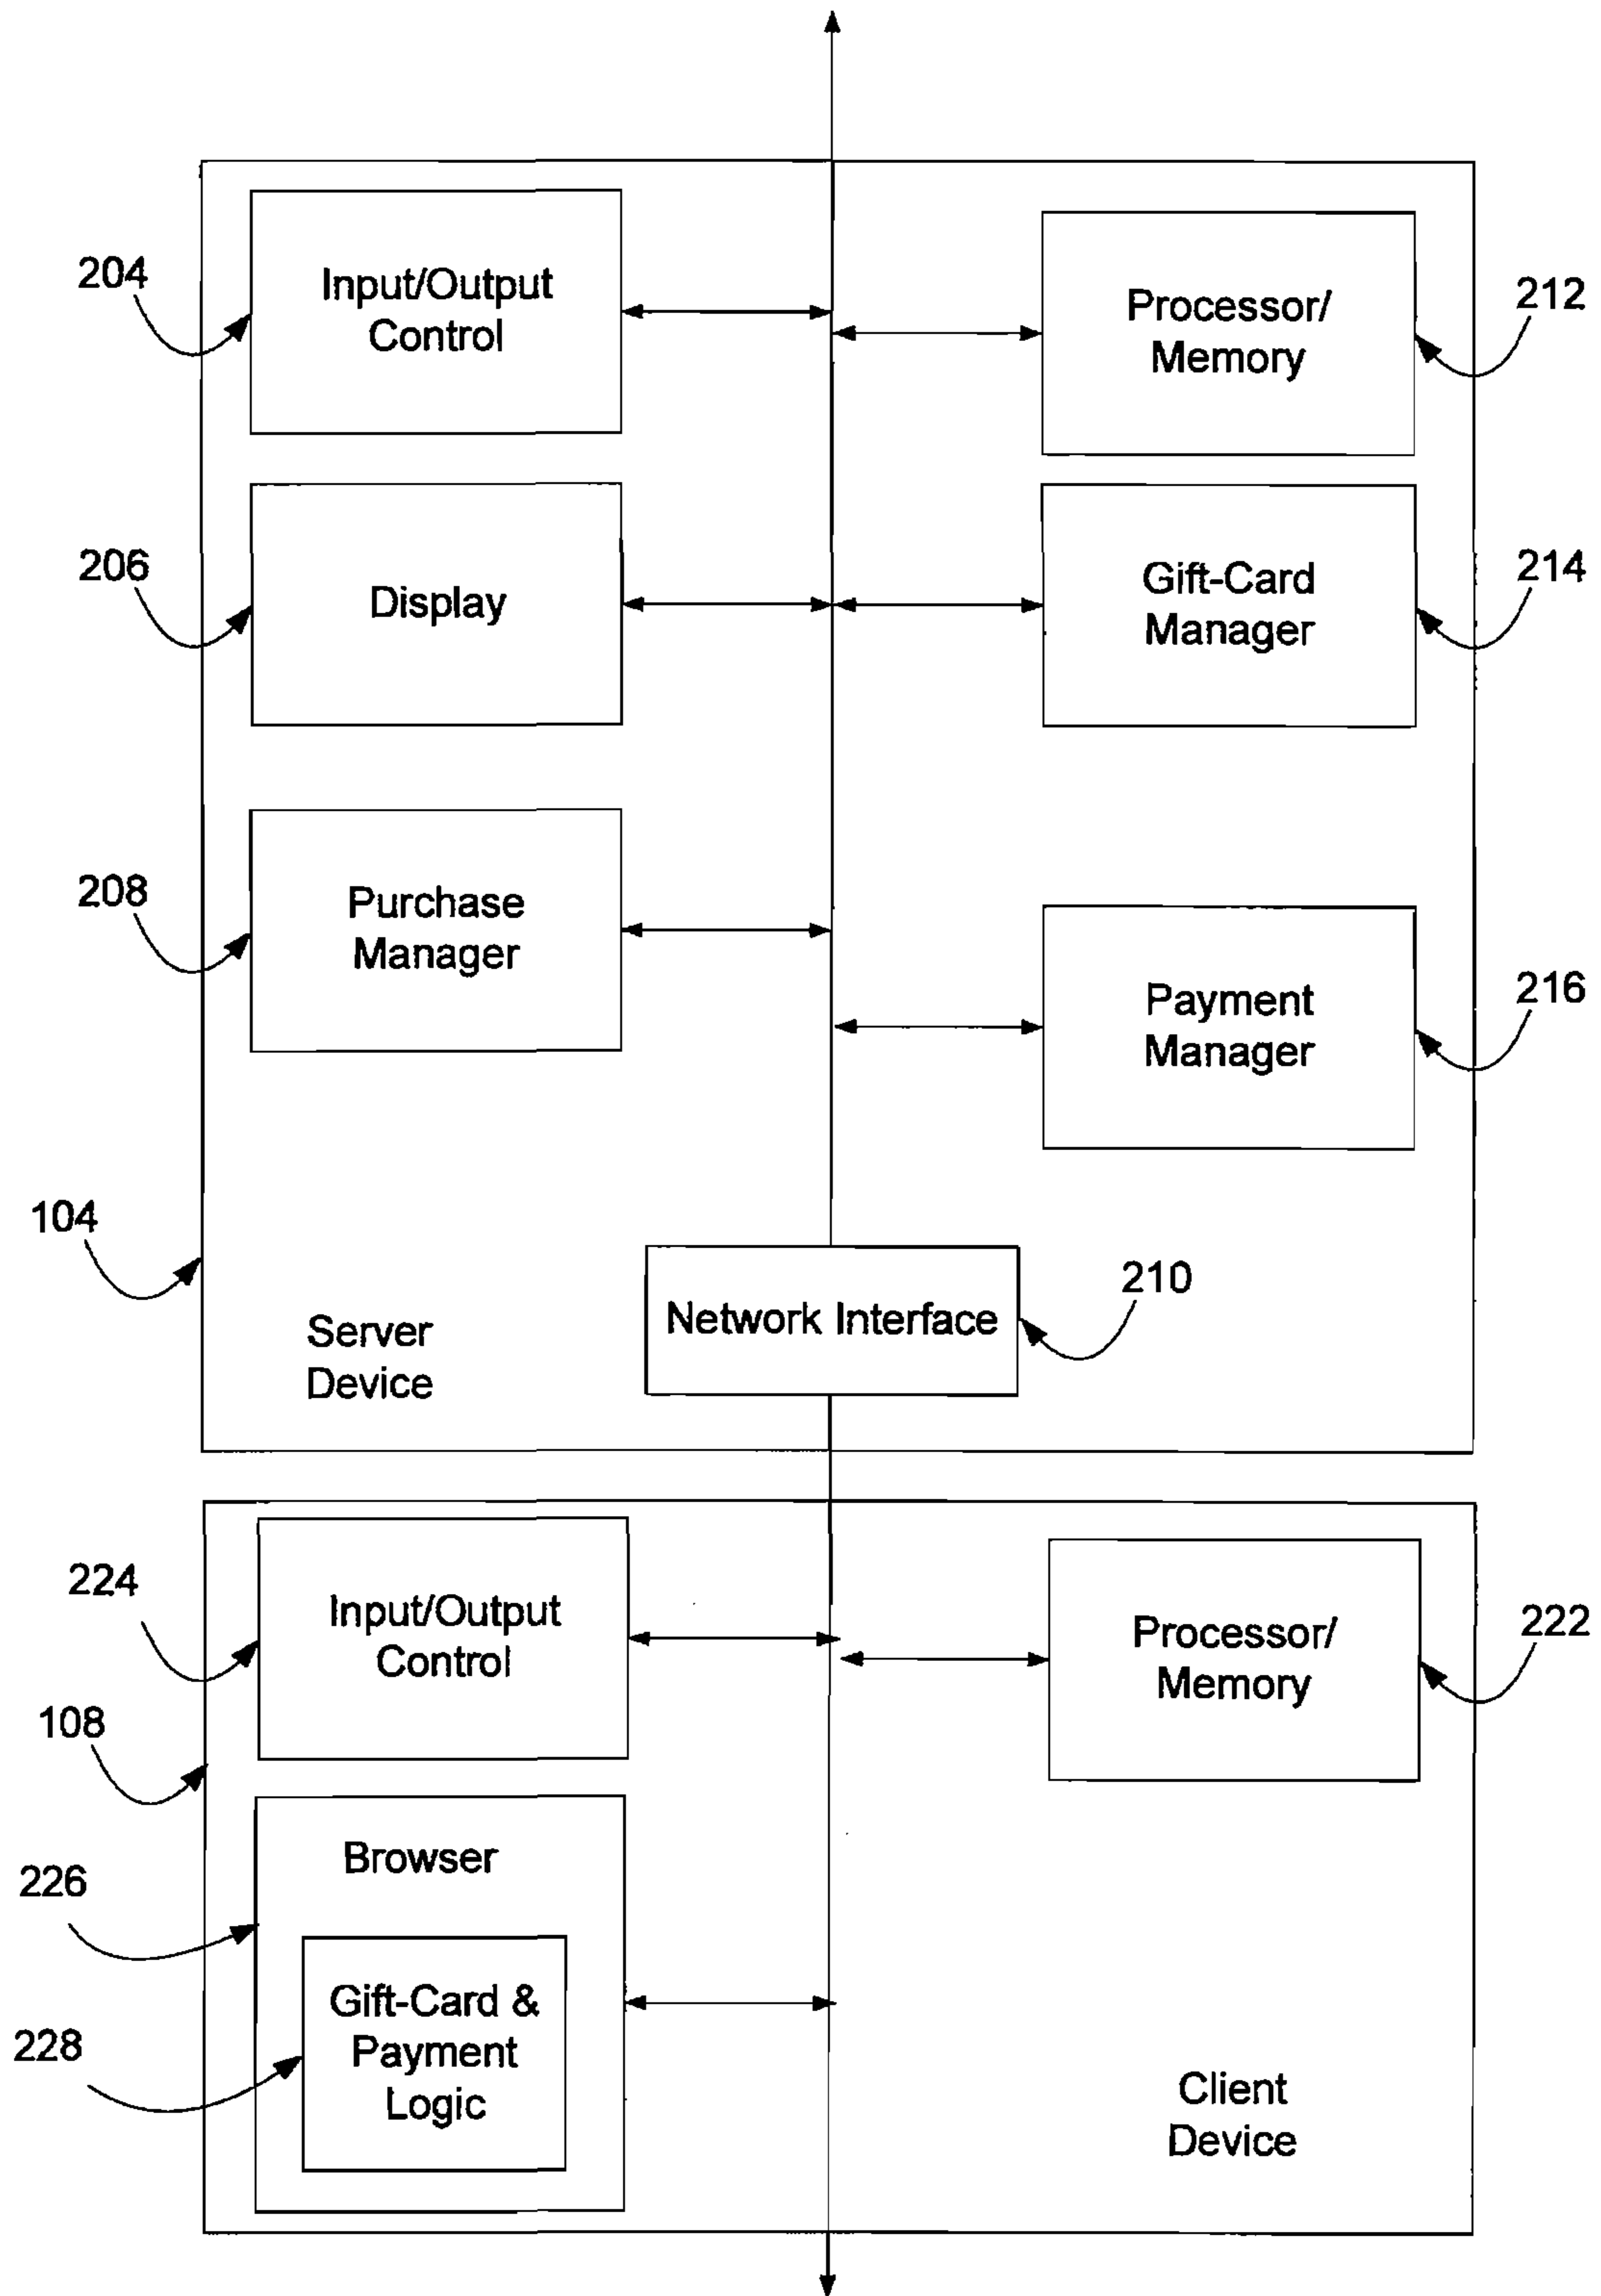 204
Input/Output
Control
Processor/
Memory
212
206
Display
Gift-Card
Manager
214
208
Purchase
Manager
Payment
Manager
216
104
Server
Device
Network Interface
210
224
Input/Output
Control
Processor/
Memory
222
108
226
Browser
228
Gift-Card &
Payment
Logic
Client
Device